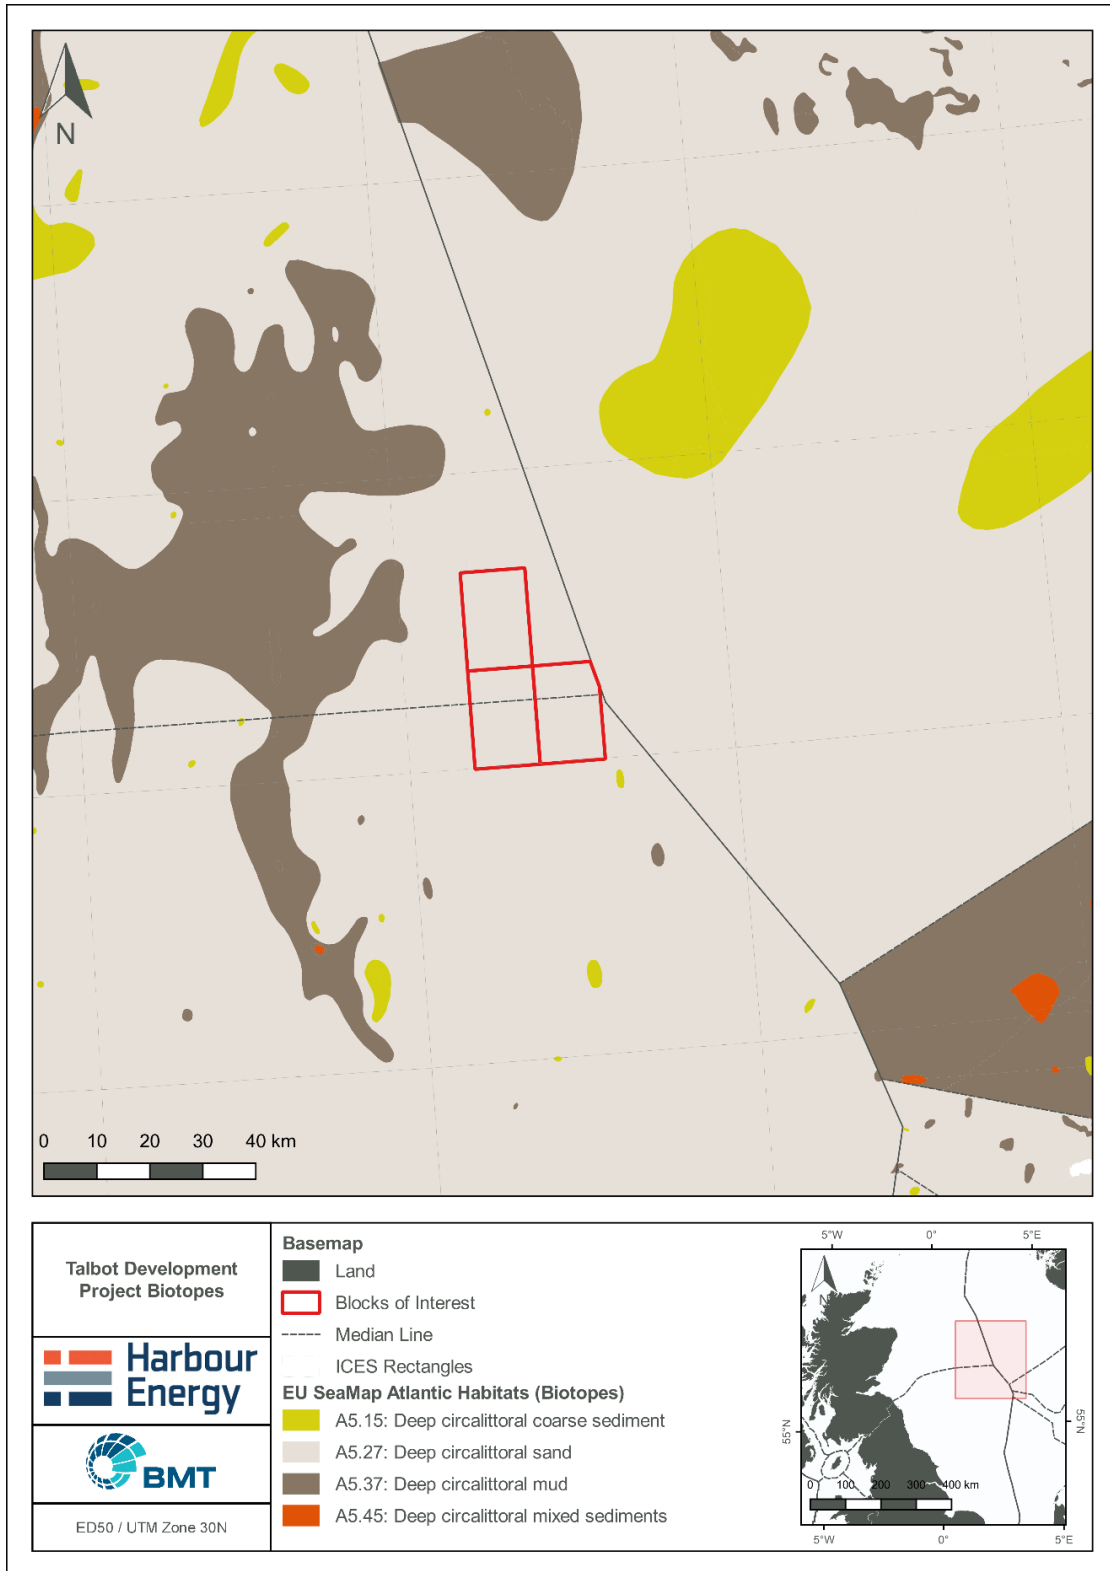 N
0 10 20 30 40 km
Talbot Development
Project Biotopes
Harbour
Energy
BMT
ED50 / UTM Zone 30N
Basemap
Land
Blocks of Interest
Median Line
ICES Rectangles
EU SeaMap Atlantic Habitats (Biotopes)
A5.15: Deep circalittoral coarse sediment
A5.27: Deep circalittoral sand
A5.37: Deep circalittoral mud
A5.45: Deep circalittoral mixed sediments
5°W 0° 5°E
N
55°N
55°N
0 100 200 300 400 km
5°W 0° 5°E